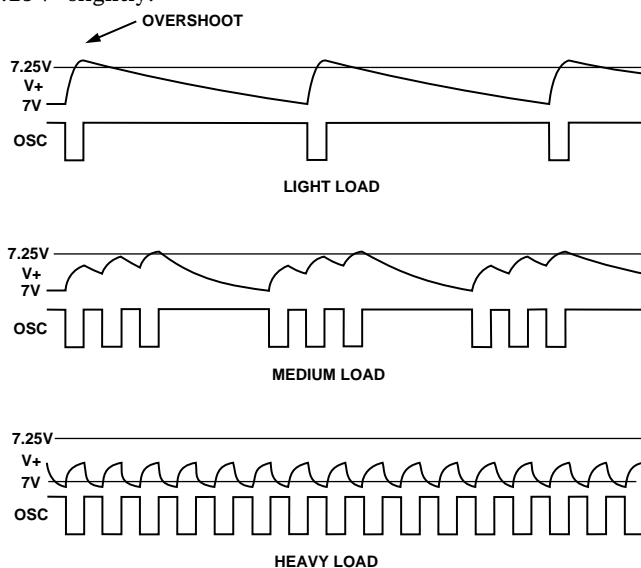 slightly.
OVERSHOOT
7.25V
V+
7V
OSC
LIGHT LOAD
7.25V
V+
7V
OSC
MEDIUM LOAD
7.25V
V+
7V
OSC
HEAVY LOAD